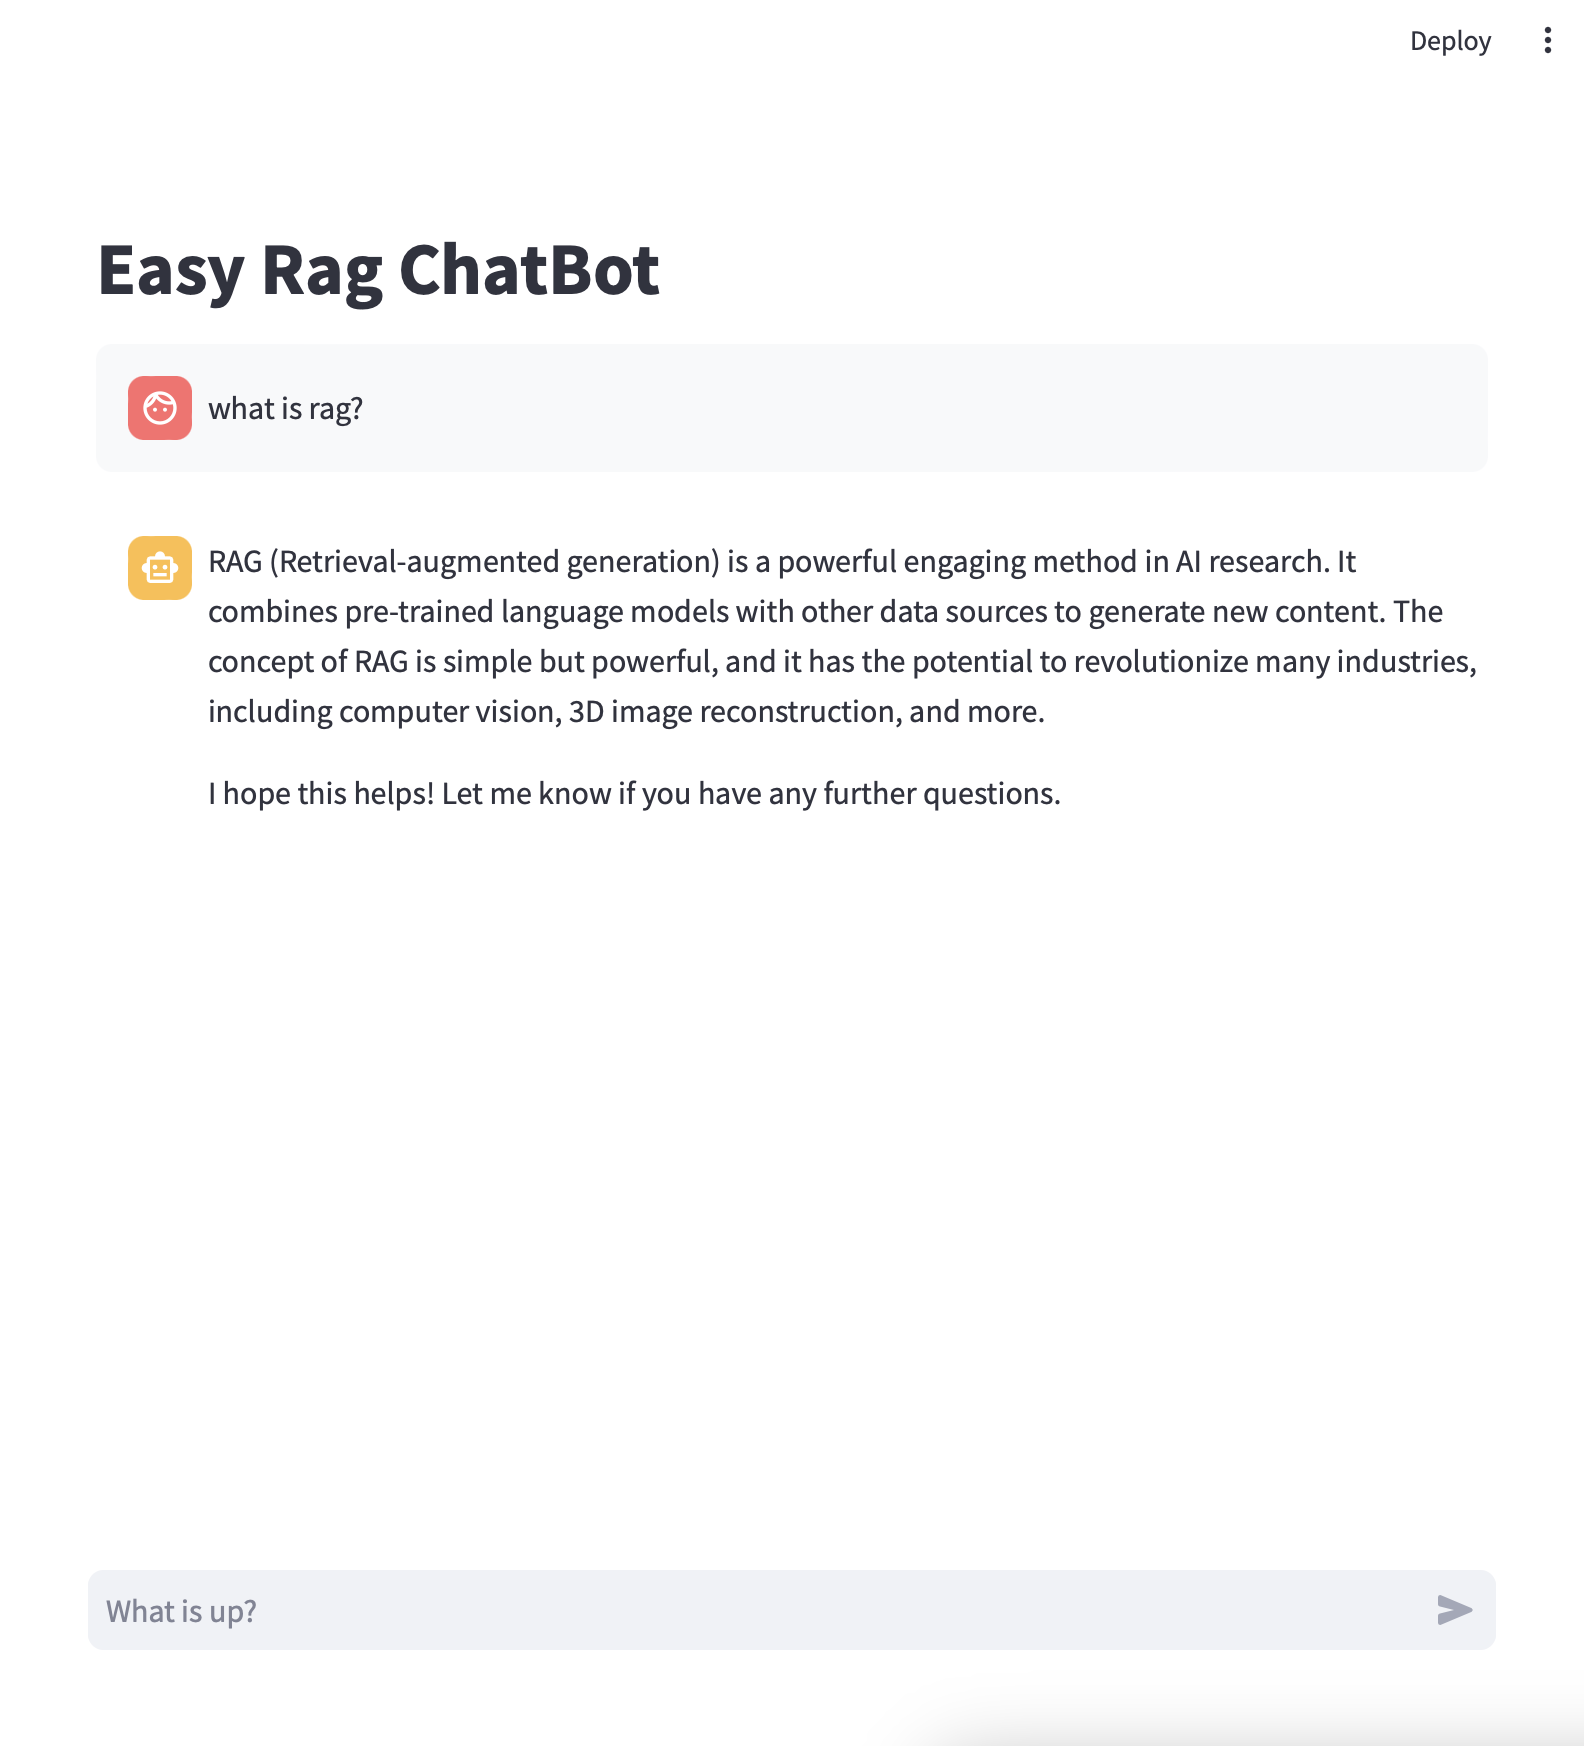 Deploy
Easy Rag ChatBot
what is rag?
RAG (Retrieval-augmented generation) is a powerful engaging method in AI research. It
combines pre-trained language models with other data sources to generate new content. The
concept of RAG is simple but powerful, and it has the potential to revolutionize many industries,
including computer vision, 3D image reconstruction, and more.
I hope this helps! Let me know if you have any further questions.
What is up?